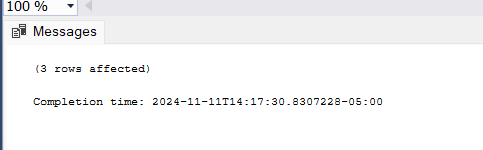 100 %
Messages
(3 rows affected)
Completion time: 2024-11-11T14:17:30.8307228-05:00